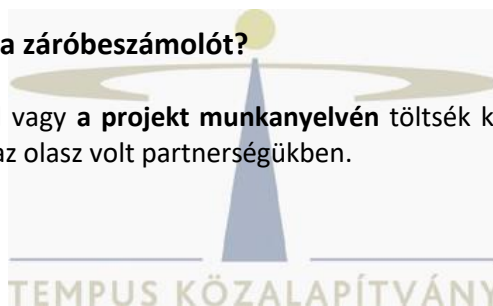 a záróbeszámolót?
vagy a projekt munkanyelvén töltsék k
az olasz volt partnerségükben.
TEMPUS KÖZALAPÍTVÁNY